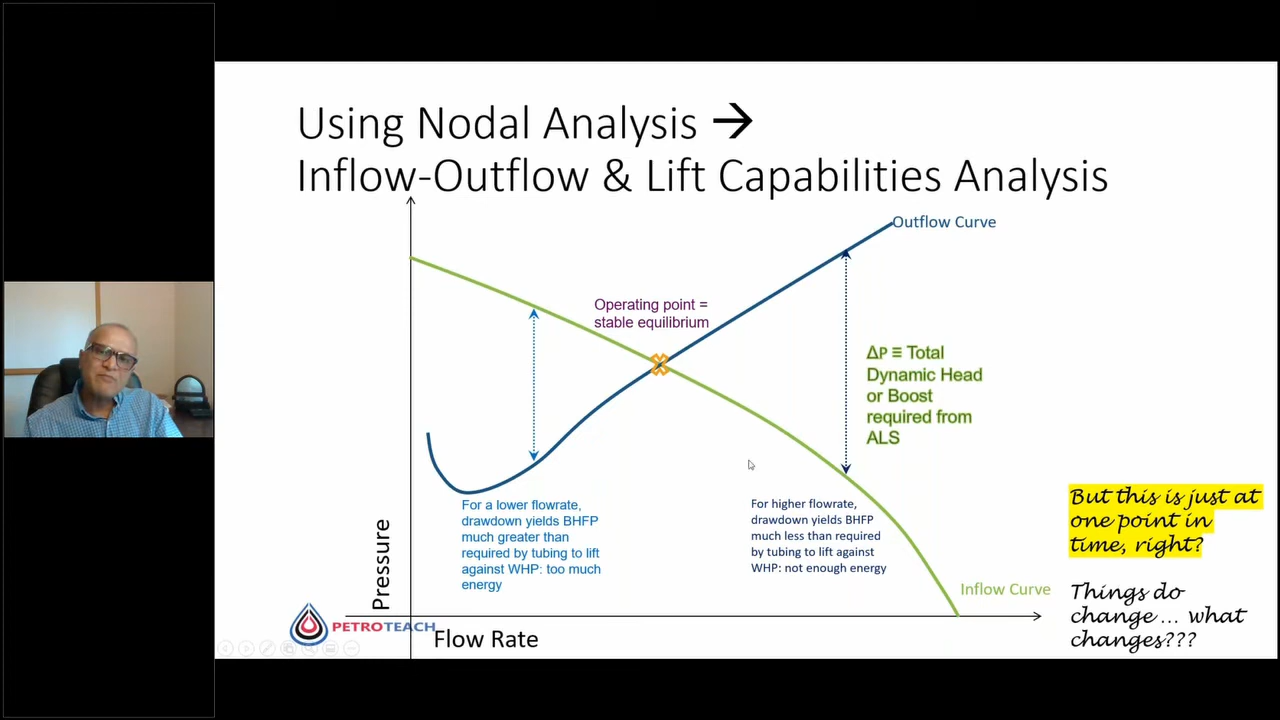 Using Nodal Analysis →
Inflow-Outflow & Lift Capabilities Analysis
Outflow Curve
Operating point =
stable equilibrium
ΔP ≡ Total
Dynamic Head
or Boost
required from
ALS
For a lower flowrate,
drawdown yields BHFP
much greater than
required by tubing to lift
against WHP: too much
energy
For higher flowrate,
drawdown yields BHFP
much less than required
by tubing to lift against
WHP: not enough energy
But this is just at
one point in
time, right?
Things do
change ... what
changes???
Inflow Curve
Pressure
PETROTEACH
Flow Rate